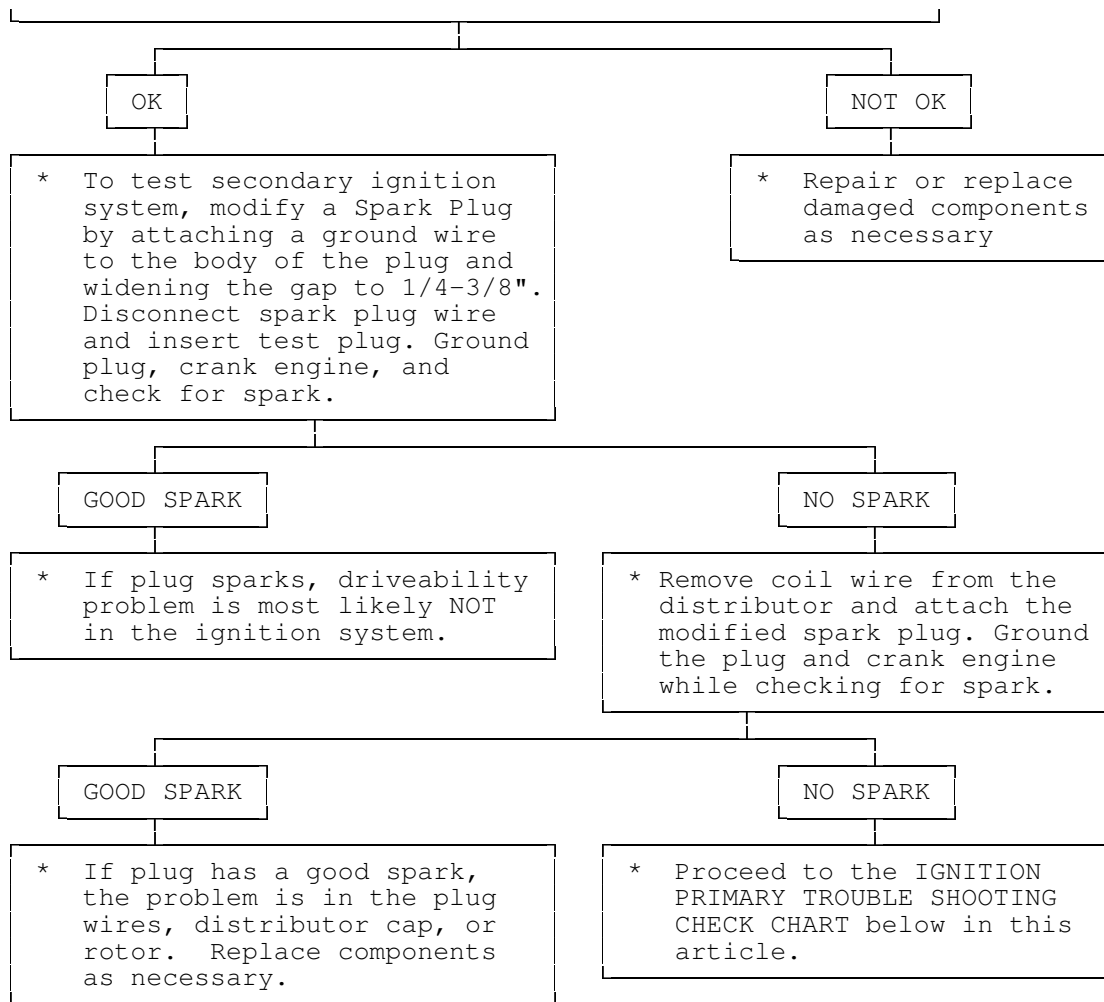 OK
NOT OK
* To test secondary ignition
system, modify a Spark Plug
by attaching a ground wire
to the body of the plug and
widening the gap to 1/4-3/8".
Disconnect spark plug wire
and insert test plug. Ground
plug, crank engine, and
check for spark.
* Repair or replace
damaged components
as necessary
GOOD SPARK
NO SPARK
* If plug sparks, driveability
problem is most likely NOT
in the ignition system.
* Remove coil wire from the
distributor and attach the
modified spark plug. Ground
the plug and crank engine
while checking for spark.
GOOD SPARK
NO SPARK
* If plug has a good spark,
the problem is in the plug
wires, distributor cap, or
rotor. Replace components
as necessary.
* Proceed to the IGNITION
PRIMARY TROUBLE SHOOTING
CHECK CHART below in this
article.